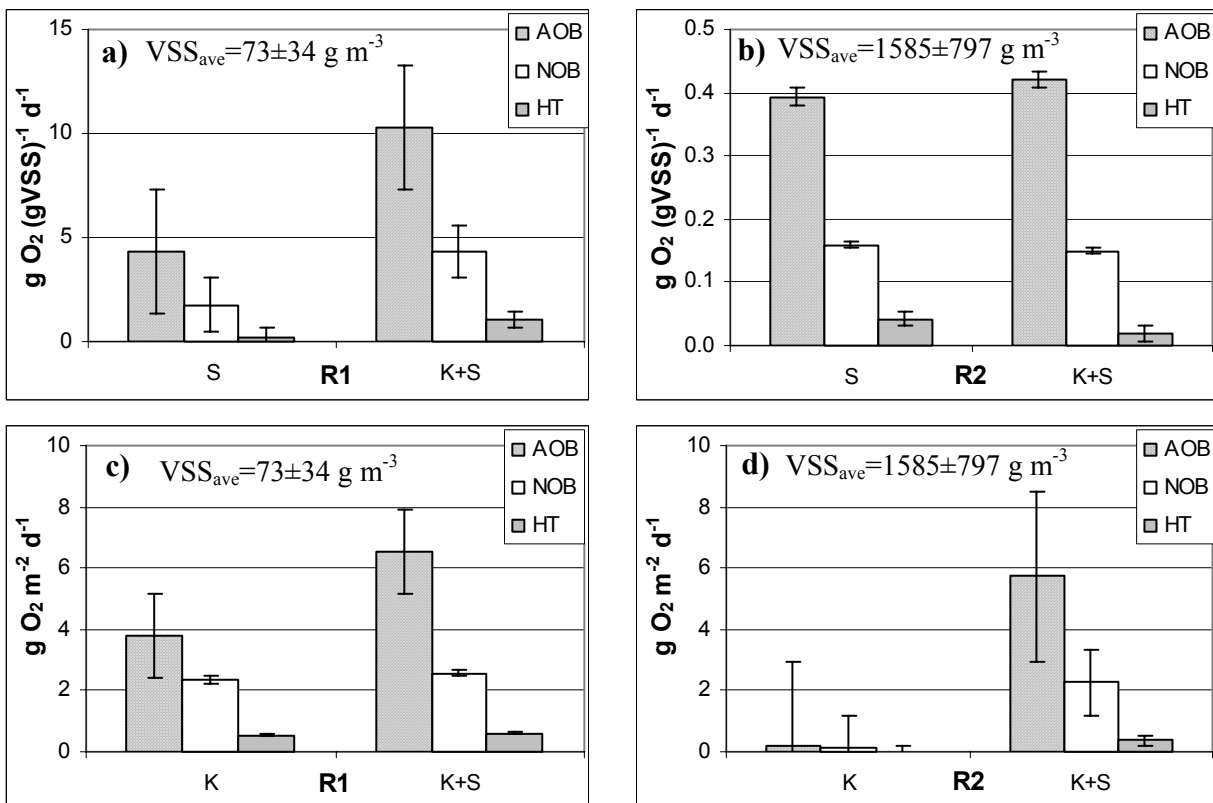 a) VSSave=73±34 g m-3
AOB
NOB
HT
15
10
5
0
g O2 (gVSS)-1 d-1
S R1 K+S
b) VSSave=1585±797 g m-3
AOB
NOB
HT
0.5
0.4
0.3
0.2
0.1
0.0
g O2 (gVSS)-1 d-1
S R2 K+S
c) VSSave=73±34 g m-3
AOB
NOB
HT
10
8
6
4
2
0
g O2 m-2 d-1
K R1 K+S
d) VSSave=1585±797 g m-3
AOB
NOB
HT
10
8
6
4
2
0
g O2 m-2 d-1
K R2 K+S